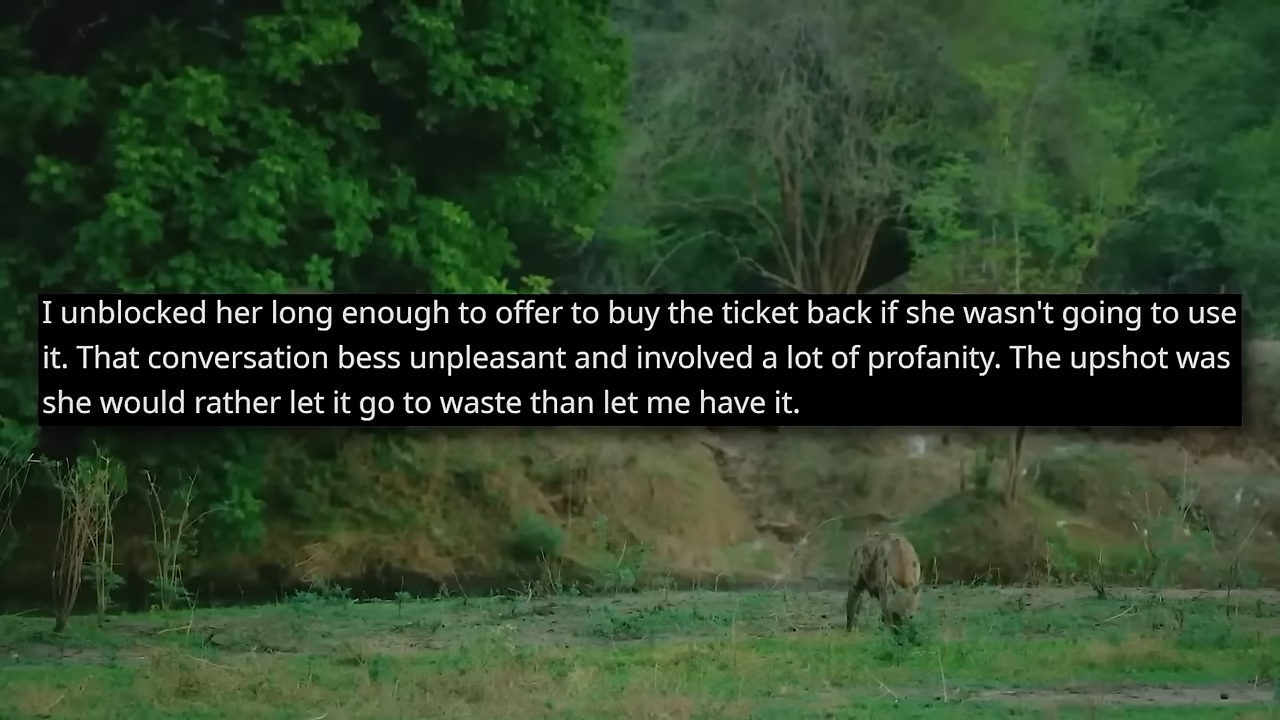 I unblocked her long enough to offer to buy the ticket back if she wasn't going to use
it. That conversation bess unpleasant and involved a lot of profanity. The upshot was
she would rather let it go to waste than let me have it.